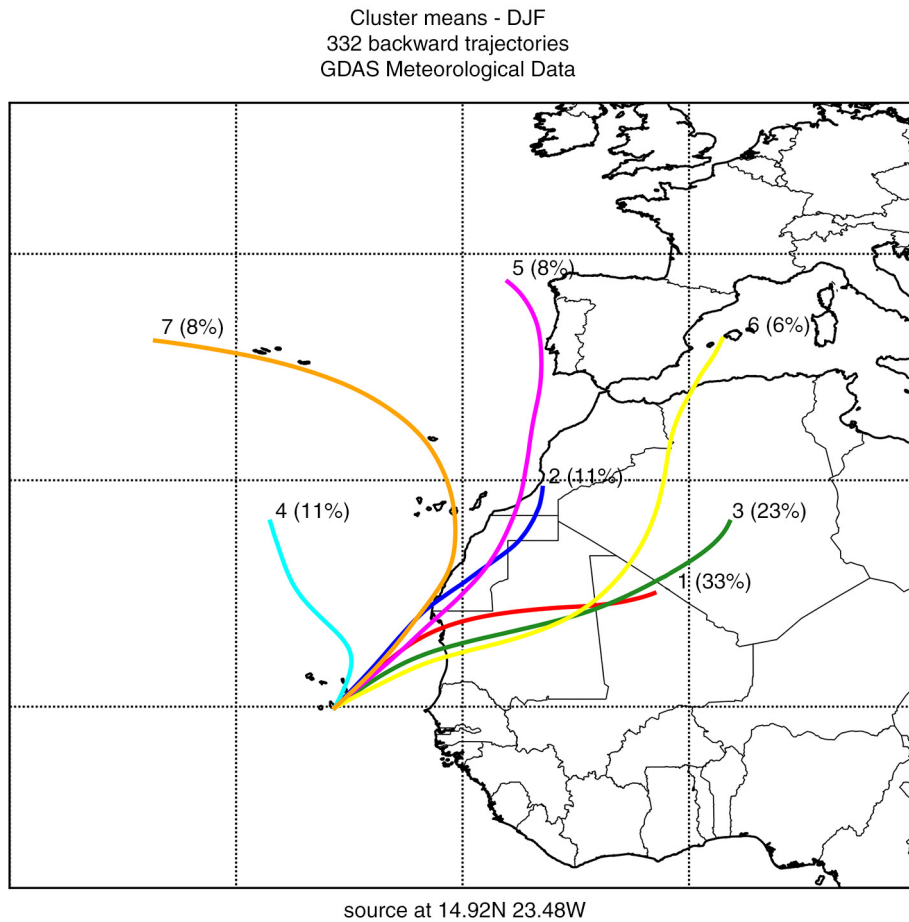 Cluster means - DJF
332 backward trajectories
GDAS Meteorological Data
5 (8%)
7 (8%)
6 (6%)
2 (11%)
4 (11%)
3 (23%)
1 (33%)
source at 14.92N 23.48W